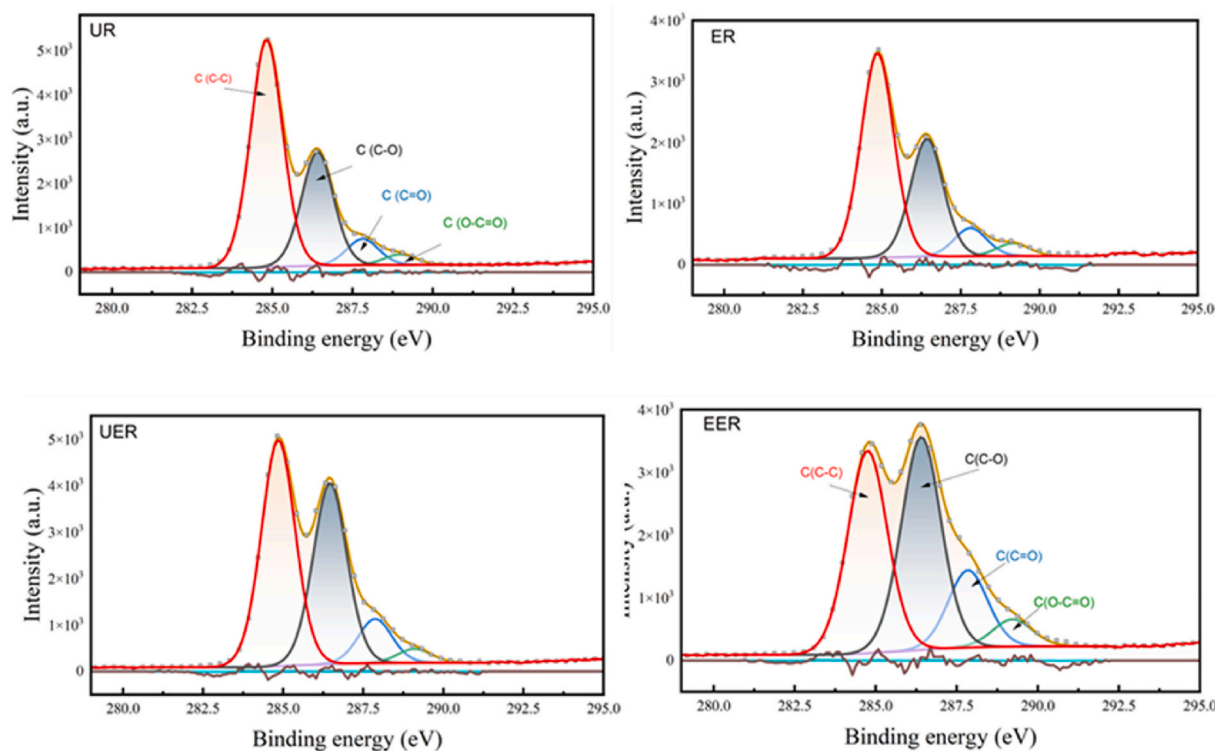 UR
5×10³
4×10³
3×10³
2×10³
1×10³
0
Intensity (a.u.)
C (C-C)
C (C-O)
C (C=O)
C (O-C=O)
280.0 282.5 285.0 287.5 290.0 292.5 295.0
Binding energy (eV)
ER
4×10³
3×10³
2×10³
1×10³
0
Intensity (a.u.)
280.0 282.5 285.0 287.5 290.0 292.5 295.0
Binding energy (eV)
UER
5×10³
4×10³
3×10³
2×10³
1×10³
0
Intensity (a.u.)
280.0 282.5 285.0 287.5 290.0 292.5 295.0
Binding energy (eV)
EER
4×10³
3×10³
2×10³
1×10³
0
Intensity (a.u.)
C(C-C)
C(C-O)
C(C=O)
C(O-C=O)
280.0 282.5 285.0 287.5 290.0 292.5 295.0
Binding energy (eV)